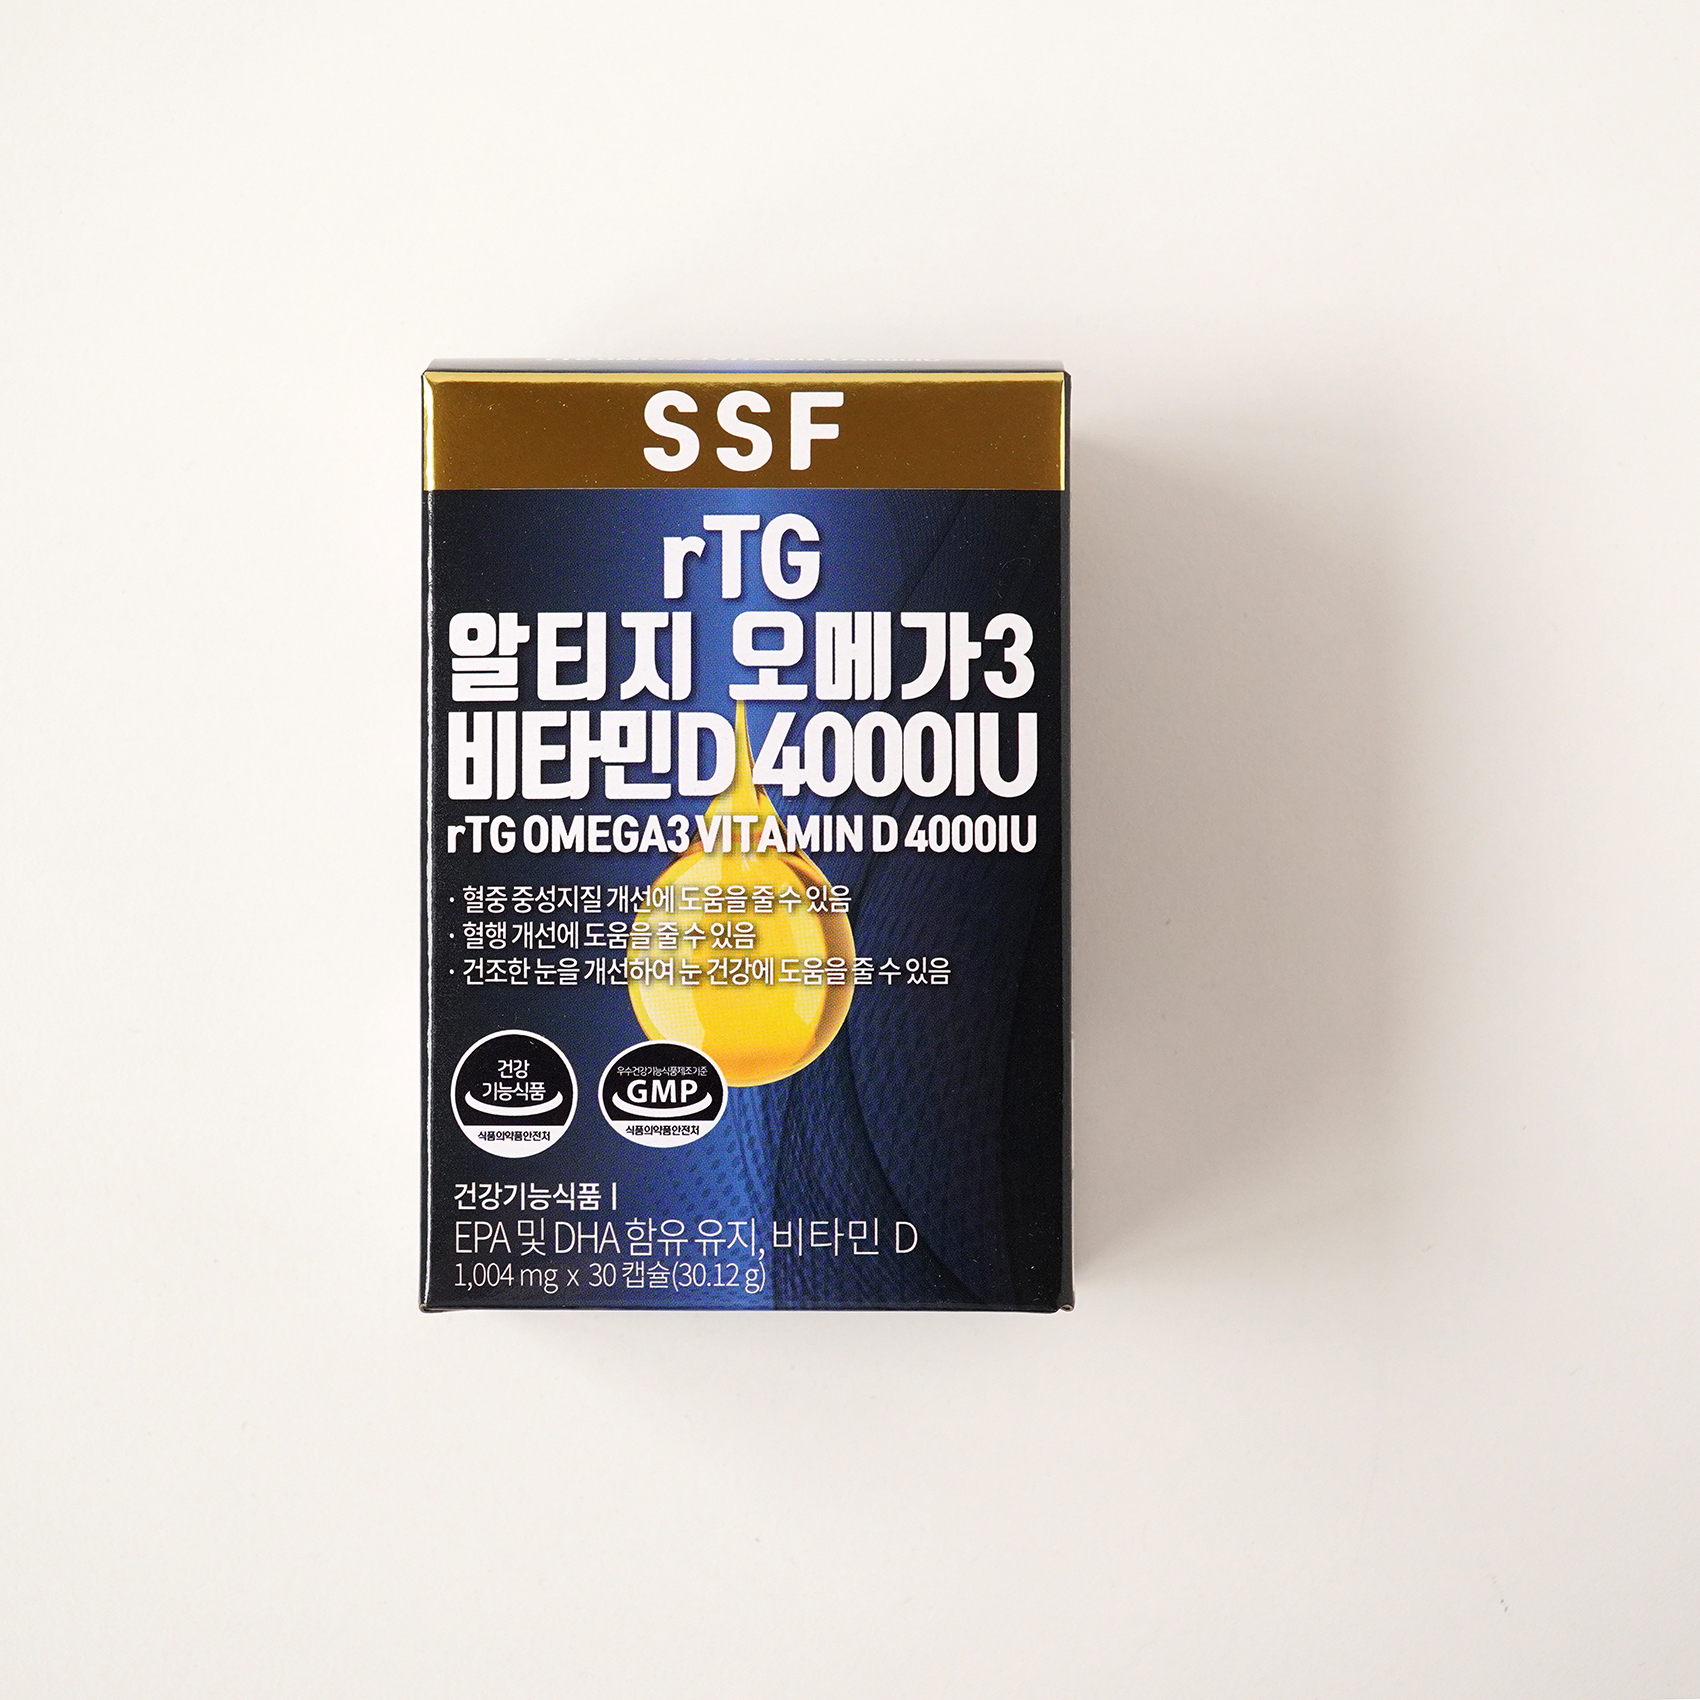 SSF
rTG
알티지 오메가3
비타민D 4000IU
rTG OMEGA3 VITAMIN D 4000IU
· 혈중 중성지질 개선에 도움을 줄 수 있음
· 혈행 개선에 도움을 줄 수 있음
· 건조한 눈을 개선하여 눈 건강에 도움을 줄 수 있음
건강
기능식품
식품의약품안전처
우수건강기능식품제조기준
GMP
식품의약품안전처
건강기능식품 |
EPA 및 DHA 함유 유지, 비타민 D
1,004 mg x 30 캡슐(30.12 g)